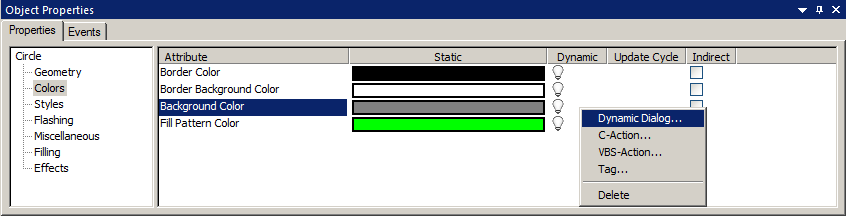 Object Properties
Properties Events
Circle
Geometry
Colors
Styles
Flashing
Miscellaneous
Filling
Effects
Attribute Static Dynamic Update Cycle Indirect
Border Color
Border Background Color
Background Color
Fill Pattern Color
Dynamic Dialog...
C-Action...
VBS-Action...
Tag...
Delete